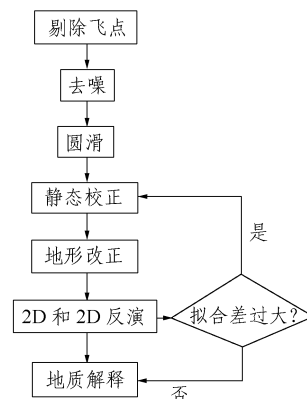 剔除飞点
去噪
圆滑
静态校正
是
地形改正
2D 和 2D 反演
拟合差过大?
地质解释
否